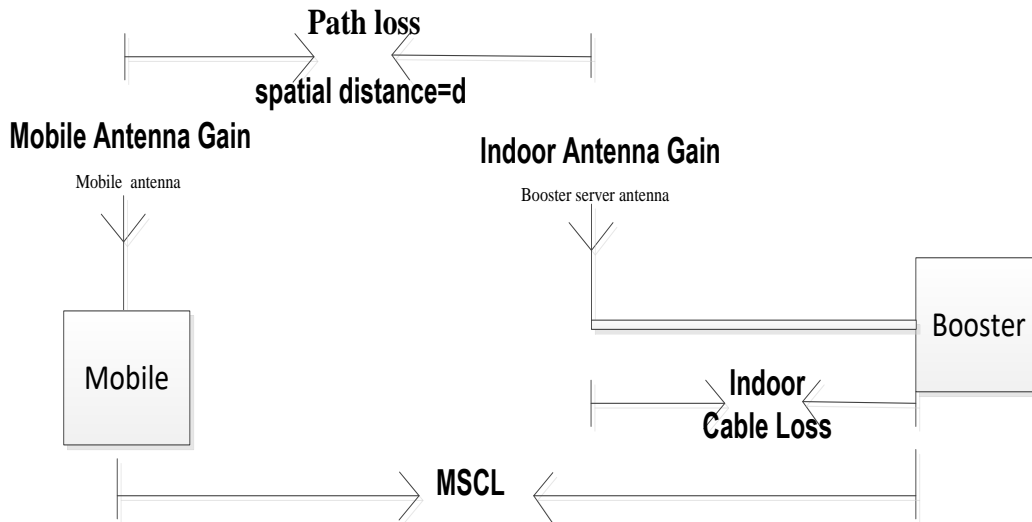 Path loss
spatial distance=d
Mobile Antenna Gain
Indoor Antenna Gain
Mobile antenna
Booster server antenna
Booster
Mobile
Indoor
Cable Loss
MSCL